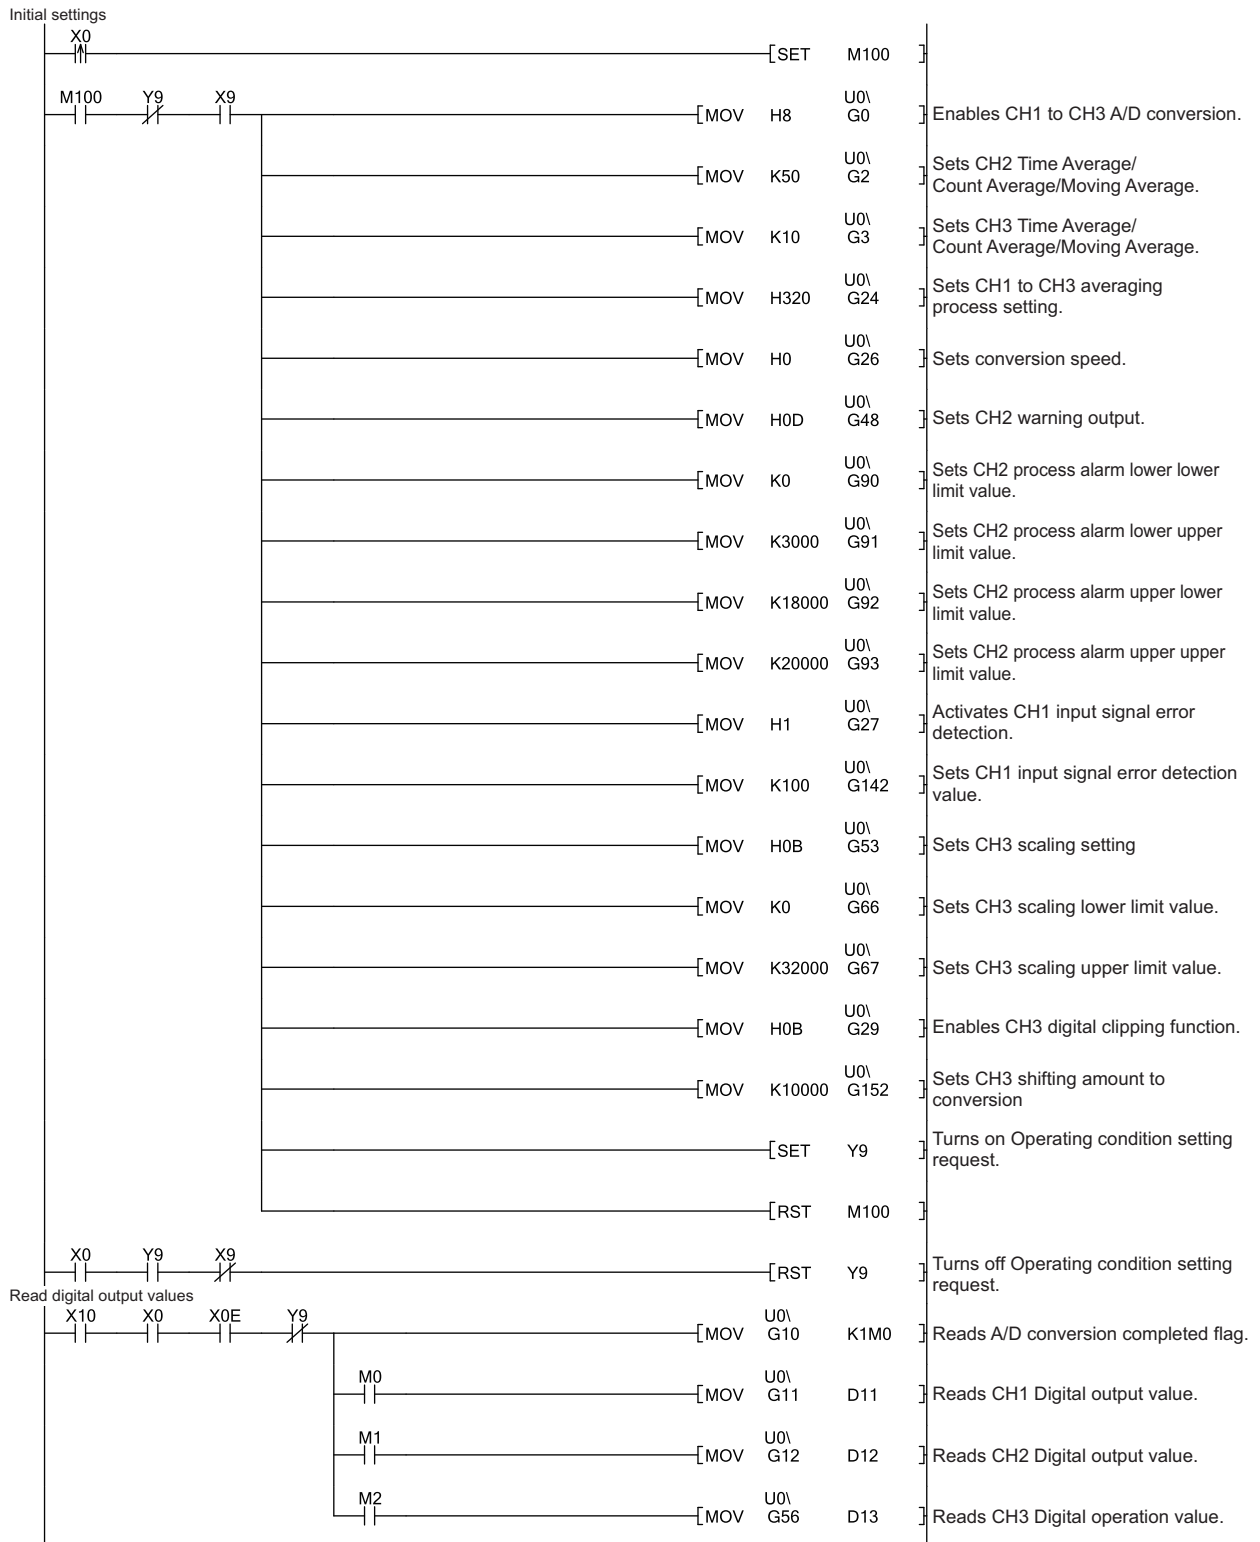 Initial settings
X0
[SET M100 ]
M100 Y9 X9
U0\
[MOV H8 G0 ] Enables CH1 to CH3 A/D conversion.
U0\
[MOV K50 G2 ] Sets CH2 Time Average/
Count Average/Moving Average.
U0\
[MOV K10 G3 ] Sets CH3 Time Average/
Count Average/Moving Average.
U0\
[MOV H320 G24 ] Sets CH1 to CH3 averaging
process setting.
U0\
[MOV H0 G26 ] Sets conversion speed.
U0\
[MOV H0D G48 ] Sets CH2 warning output.
U0\
[MOV K0 G90 ] Sets CH2 process alarm lower lower
limit value.
U0\
[MOV K3000 G91 ] Sets CH2 process alarm lower upper
limit value.
U0\
[MOV K18000 G92 ] Sets CH2 process alarm upper lower
limit value.
U0\
[MOV K20000 G93 ] Sets CH2 process alarm upper upper
limit value.
U0\
[MOV H1 G27 ] Activates CH1 input signal error
detection.
U0\
[MOV K100 G142 ] Sets CH1 input signal error detection
value.
U0\
[MOV H0B G53 ] Sets CH3 scaling setting
U0\
[MOV K0 G66 ] Sets CH3 scaling lower limit value.
U0\
[MOV K32000 G67 ] Sets CH3 scaling upper limit value.
U0\
[MOV H0B G29 ] Enables CH3 digital clipping function.
U0\
[MOV K10000 G152 ] Sets CH3 shifting amount to
conversion
[SET Y9 ] Turns on Operating condition setting
request.
[RST M100 ]
X0 Y9 X9
[RST Y9 ] Turns off Operating condition setting
request.
Read digital output values
X10 X0 X0E Y9
U0\
[MOV G10 K1M0 ] Reads A/D conversion completed flag.
M0
U0\
[MOV G11 D11 ] Reads CH1 Digital output value.
M1
U0\
[MOV G12 D12 ] Reads CH2 Digital output value.
M2
U0\
[MOV G56 D13 ] Reads CH3 Digital operation value.